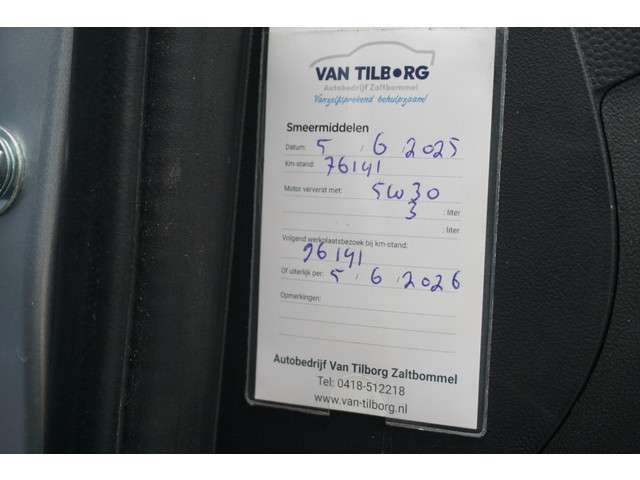 VAN TILBORG
Autobedrijf Zaltbommel
Vanzelfsprekend behulpzaam!
Smeermiddelen
Datum: 5 / 6 / 2025
Km-stand: 76141
Motor ververst met: 5W30
3 : liter
: liter
Volgend werkplaatsbezoek bij km-stand:
96141
Of uiterlijk per: 5 / 6 / 2026
Opmerkingen:
Autobedrijf Van Tilborg Zaltbommel
Tel: 0418-512218
www.van-tilborg.nl